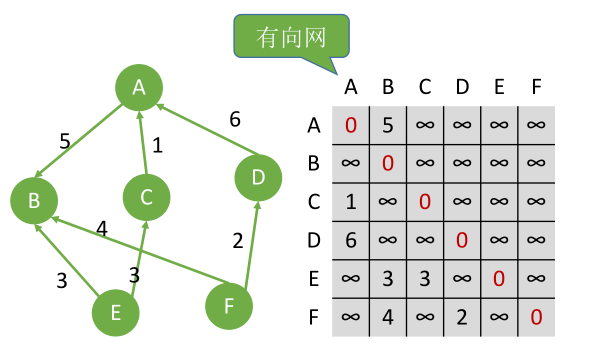 有向网
A
5
1
6
B
C
D
4
2
3
3
E
F
A B C D E F
A 0 5 ∞ ∞ ∞ ∞
B ∞ 0 ∞ ∞ ∞ ∞
C 1 ∞ 0 ∞ ∞ ∞
D 6 ∞ ∞ 0 ∞ ∞
E ∞ 3 3 ∞ 0 ∞
F ∞ 4 ∞ 2 ∞ 0